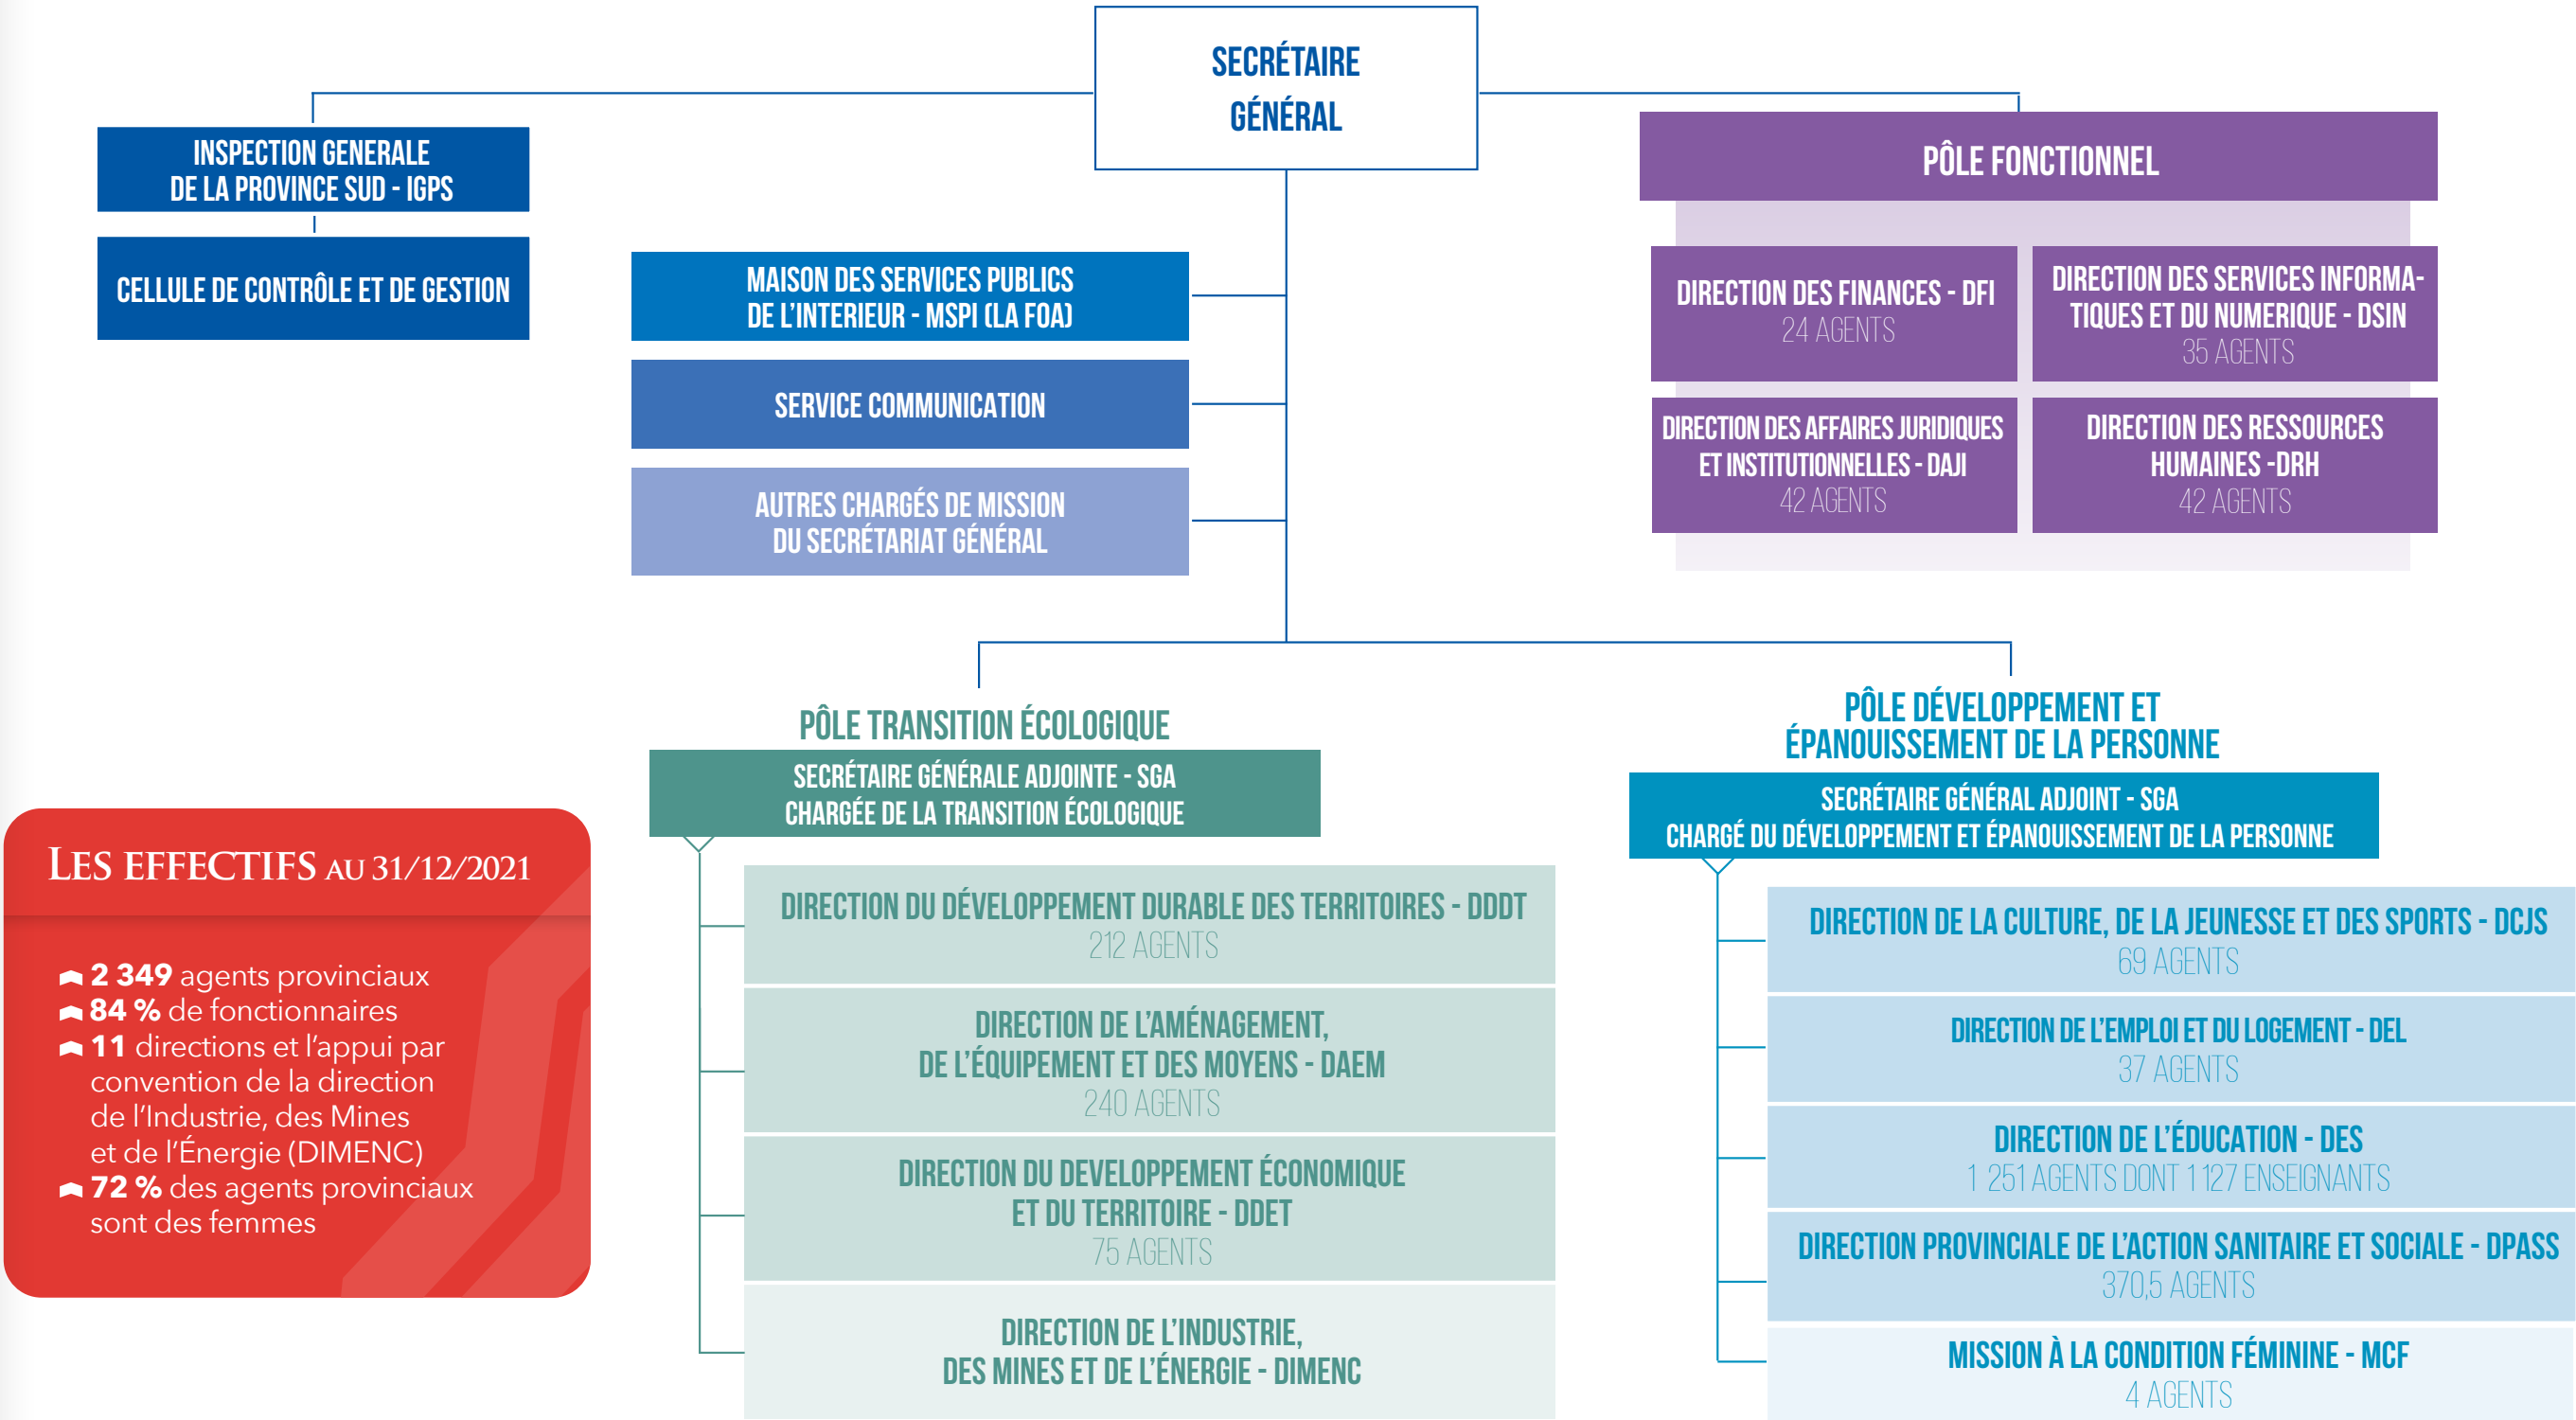 SECRÉTAIRE
GÉNÉRAL
INSPECTION GENERALE
DE LA PROVINCE SUD - IGPS
CELLULE DE CONTRÔLE ET DE GESTION
MAISON DES SERVICES PUBLICS
DE L'INTERIEUR - MSPI (LA FOA)
SERVICE COMMUNICATION
AUTRES CHARGÉS DE MISSION
DU SECRÉTARIAT GÉNÉRAL
PÔLE FONCTIONNEL
DIRECTION DES FINANCES - DFI
24 AGENTS
DIRECTION DES SERVICES INFORMA-
TIQUES ET DU NUMERIQUE - DSIN
35 AGENTS
DIRECTION DES AFFAIRES JURIDIQUES
ET INSTITUTIONNELLES - DAJI
42 AGENTS
DIRECTION DES RESSOURCES
HUMAINES -DRH
42 AGENTS
PÔLE TRANSITION ÉCOLOGIQUE
SECRÉTAIRE GÉNÉRALE ADJOINTE - SGA
CHARGÉE DE LA TRANSITION ÉCOLOGIQUE
DIRECTION DU DÉVELOPPEMENT DURABLE DES TERRITOIRES - DDDT
212 AGENTS
DIRECTION DE L'AMÉNAGEMENT,
DE L'ÉQUIPEMENT ET DES MOYENS - DAEM
240 AGENTS
DIRECTION DU DEVELOPPEMENT ÉCONOMIQUE
ET DU TERRITOIRE - DDET
75 AGENTS
DIRECTION DE L'INDUSTRIE,
DES MINES ET DE L'ÉNERGIE - DIMENC
PÔLE DÉVELOPPEMENT ET
ÉPANOUISSEMENT DE LA PERSONNE
SECRÉTAIRE GÉNÉRAL ADJOINT - SGA
CHARGÉ DU DÉVELOPPEMENT ET ÉPANOUISSEMENT DE LA PERSONNE
DIRECTION DE LA CULTURE, DE LA JEUNESSE ET DES SPORTS - DCJS
69 AGENTS
DIRECTION DE L'EMPLOI ET DU LOGEMENT - DEL
37 AGENTS
DIRECTION DE L'ÉDUCATION - DES
1 251 AGENTS DONT 1 127 ENSEIGNANTS
DIRECTION PROVINCIALE DE L'ACTION SANITAIRE ET SOCIALE - DPASS
370,5 AGENTS
MISSION À LA CONDITION FÉMININE - MCF
4 AGENTS
LES EFFECTIFS AU 31/12/2021
2 349 agents provinciaux
84 % de fonctionnaires
11 directions et l'appui par
convention de la direction
de l'Industrie, des Mines
et de l'Énergie (DIMENC)
72 % des agents provinciaux
sont des femmes